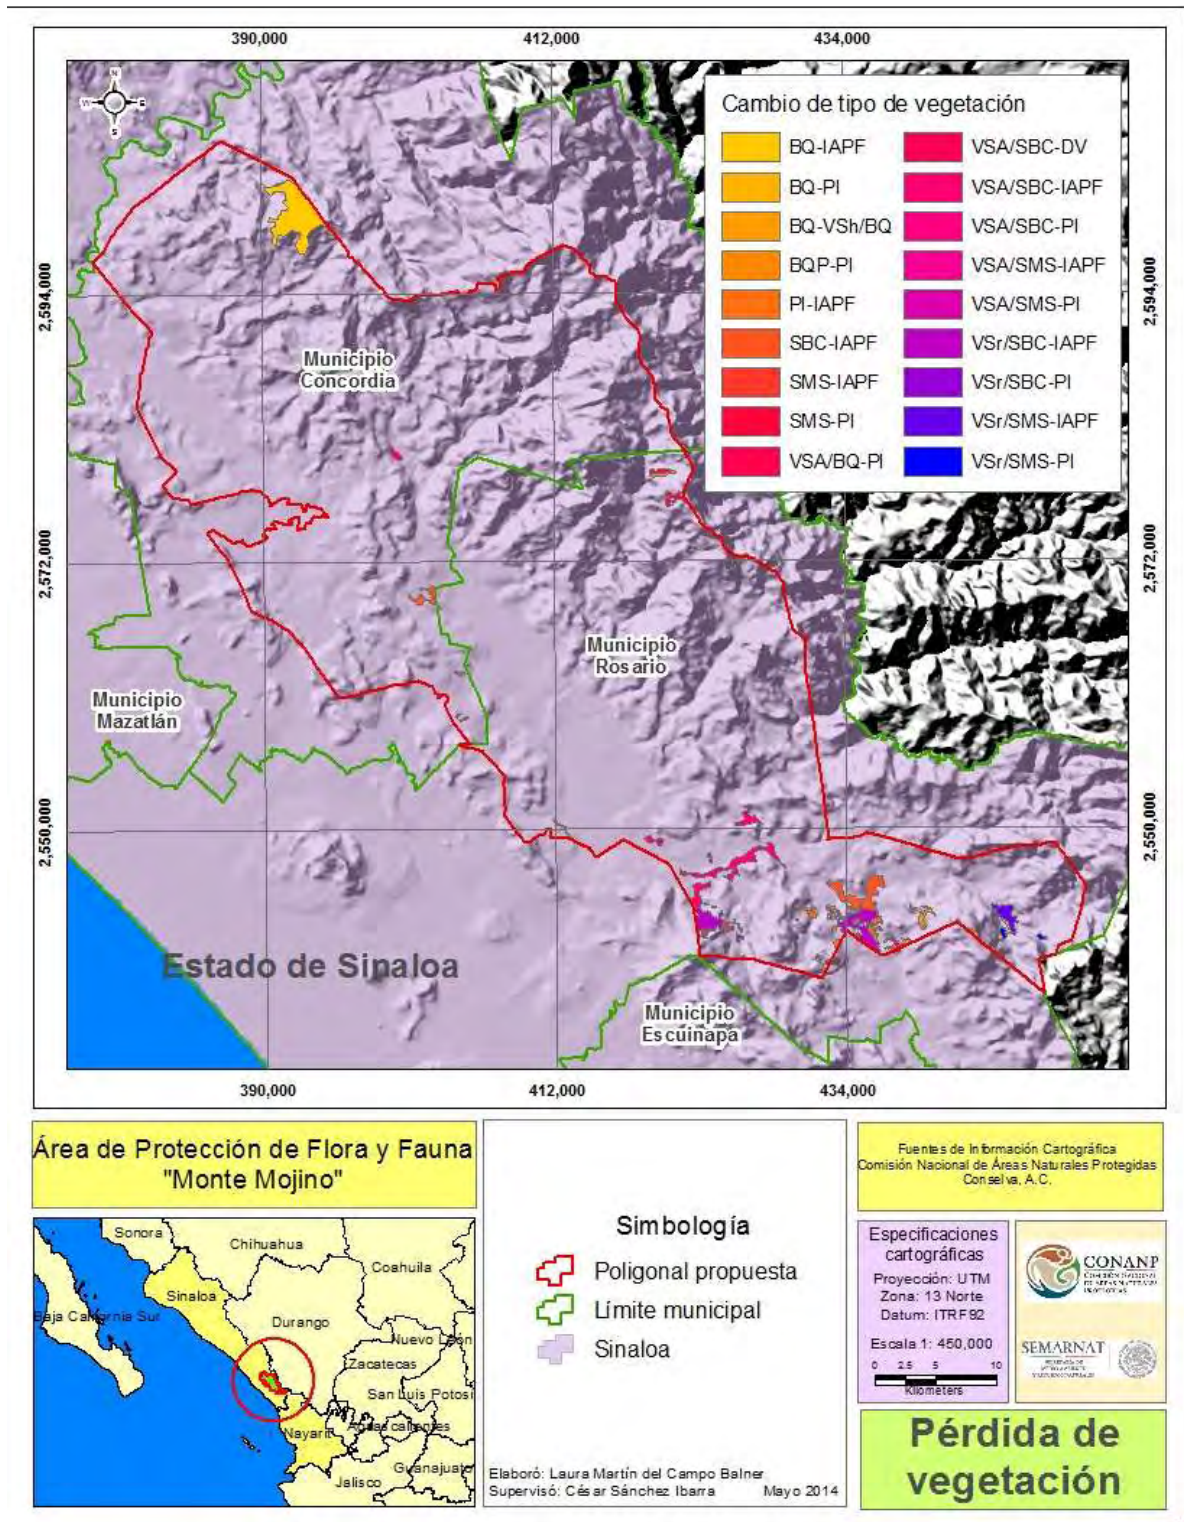 390,000
412,000
434,000
N
W
E
S
Cambio de tipo de vegetación
BQ-IAPF
BQ-PI
BQ-VSh/BQ
BQP-PI
PI-IAPF
SBC-IAPF
SMS-IAPF
SMS-PI
VSA/BQ-PI
VSA/SBC-DV
VSA/SBC-IAPF
VSA/SBC-PI
VSA/SMS-IAPF
VSA/SMS-PI
VSr/SBC-IAPF
VSr/SBC-PI
VSr/SMS-IAPF
VSr/SMS-PI
2,594,000
2,594,000
Municipio
Concordia
2,572,000
2,572,000
Municipio
Rosario
Municipio
Mazatlán
2,550,000
2,550,000
Estado de Sinaloa
Municipio
Escuinapa
390,000
412,000
434,000
Área de Protección de Flora y Fauna
"Monte Mojino"
Sonora
Chihuahua
Coahuila
Sinaloa
Baja California Sur
Durango
Nuevo León
Zacatecas
San Luis Potosí
Aguascalientes
Nayarit
Guanajuato
Jalisco
Simbología
Poligonal propuesta
Límite municipal
Sinaloa
Elaboró: Laura Martín del Campo Balner
Supervisó: César Sánchez Ibarra
Mayo 2014
Fuentes de Información Cartográfica
Comisión Nacional de Áreas Naturales Protegidas
Conselva, A.C.
Especificaciones
cartográficas
Proyección: UTM
Zona: 13 Norte
Datum: ITRF92
Escala 1: 450,000
0 2.5 5 10
Kilometers
CONANP
COMISIÓN NACIONAL
DE ÁREAS NATURALES
PROTEGIDAS
SEMARNAT
Pérdida de
vegetación